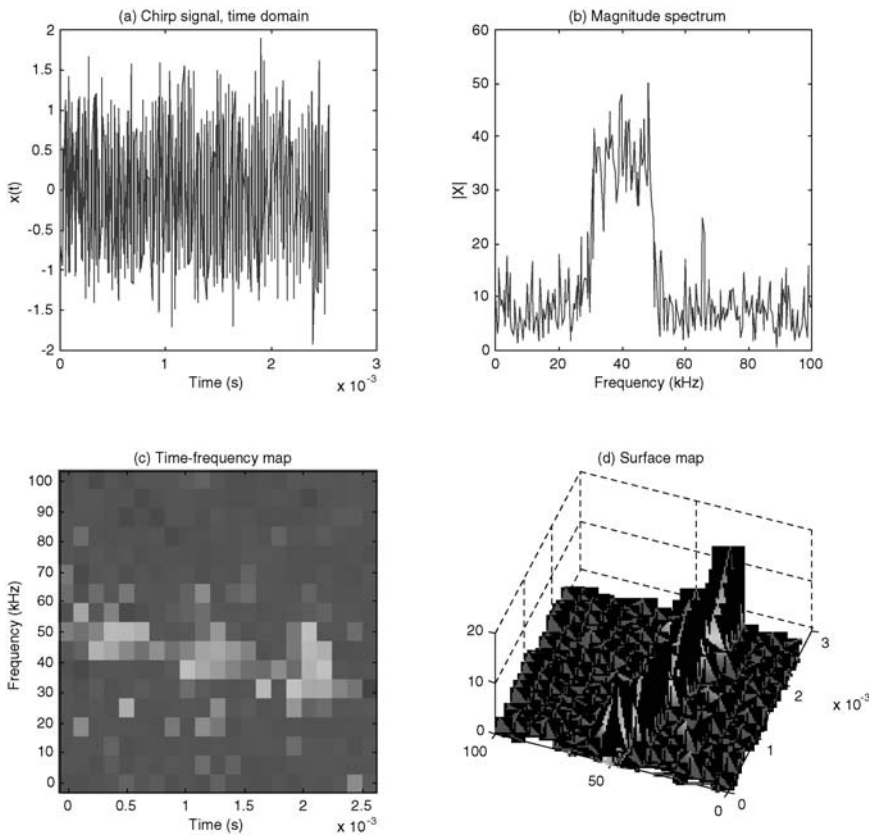 (a) Chirp signal, time domain
2
1.5
1
0.5
0
-0.5
-1
-1.5
-2
x(t)
0 1 2 3
Time (s)
x 10-3
(b) Magnitude spectrum
60
50
40
30
20
10
0
|X|
0 20 40 60 80 100
Frequency (kHz)
(c) Time-frequency map
100
90
80
70
60
50
40
30
20
10
0
Frequency (kHz)
0 0.5 1 1.5 2 2.5
Time (s)
x 10-3
(d) Surface map
20
10
0
100
50
0
0
1
2
3
x 10-3